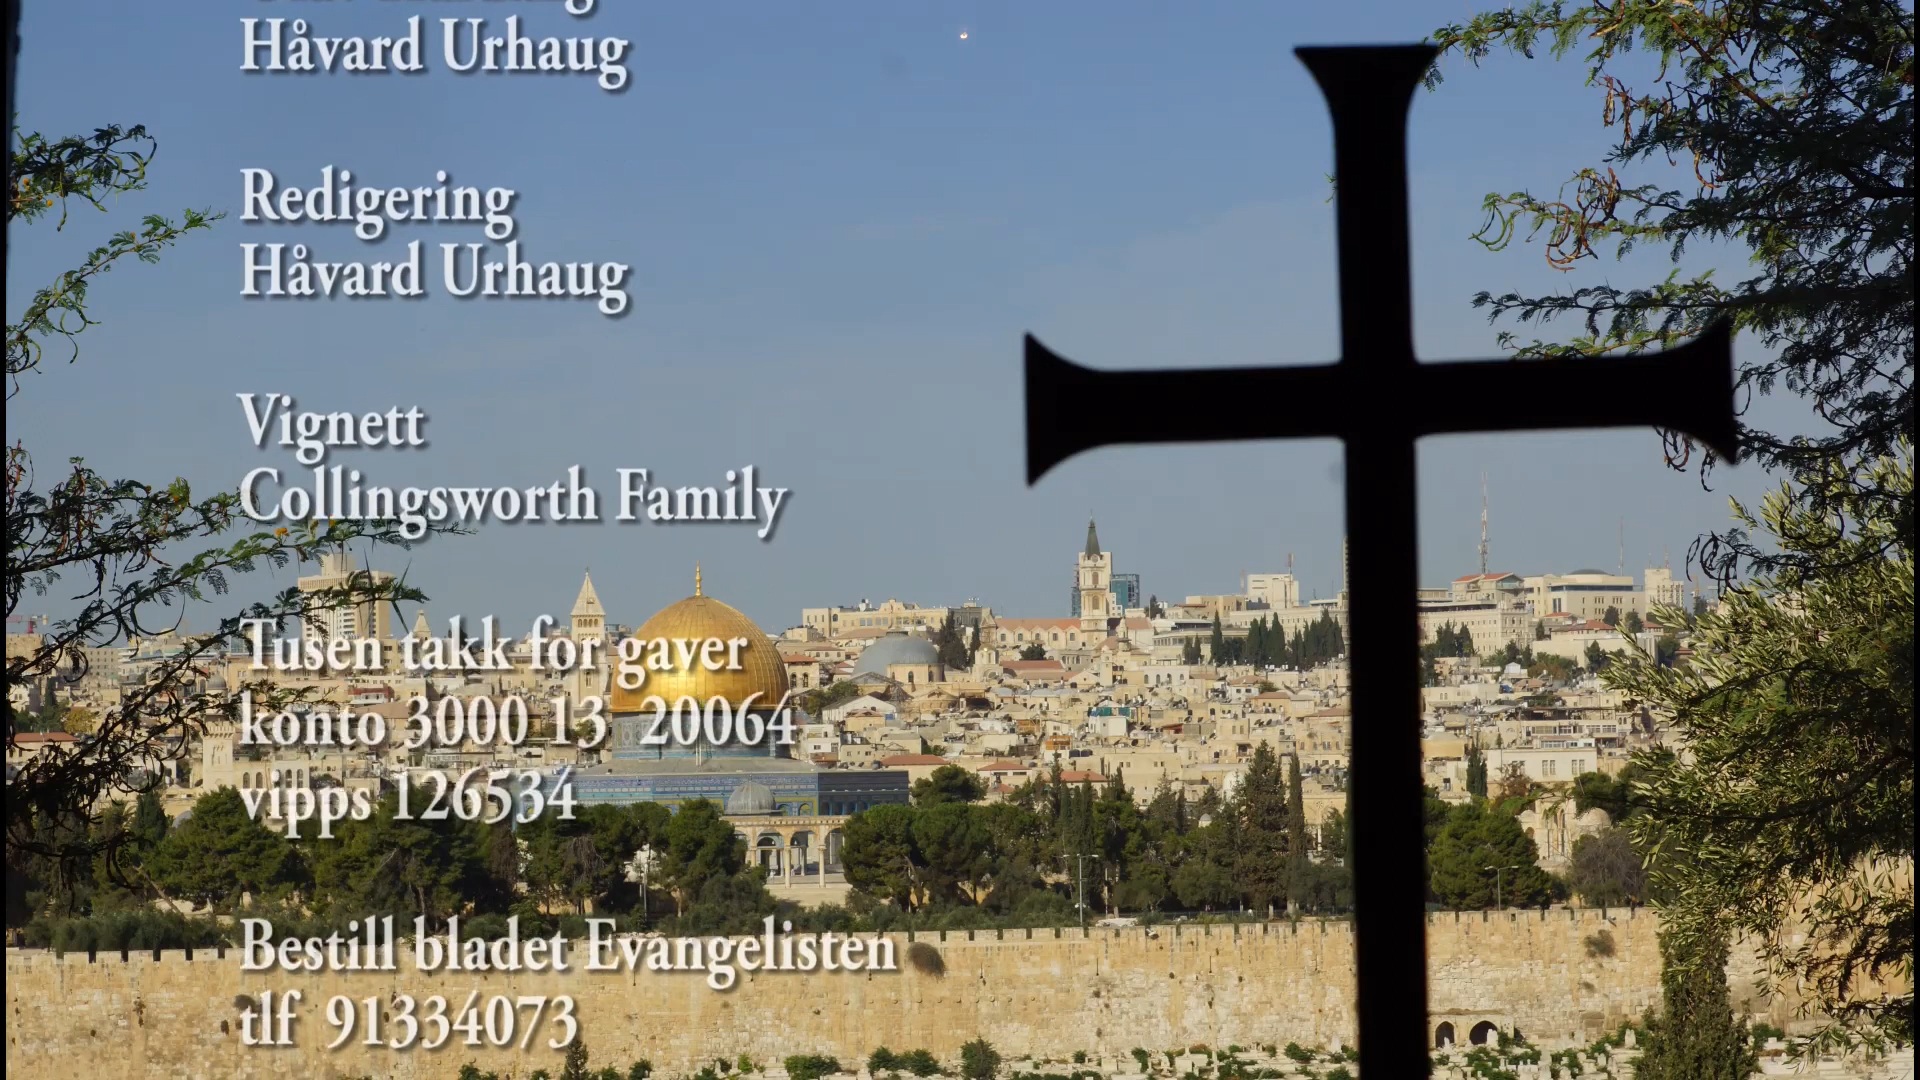 Håvard Urhaug
Redigering
Håvard Urhaug
Vignett
Collingsworth Family
Tusen takk for gaver
konto 3000 13 20064
vipps 126534
Bestill bladet Evangelisten
tlf 91334073